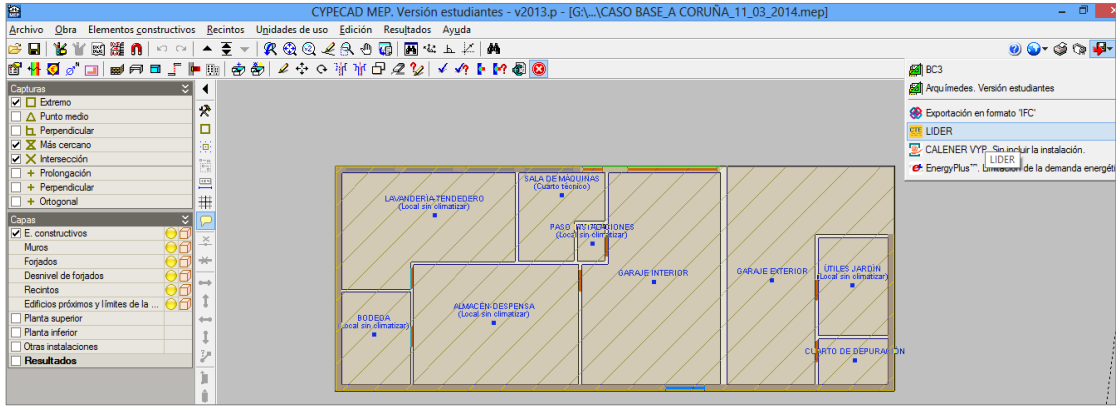 CYPECAD MEP. Versión estudiantes - v2013.p - [G:\...\CASO BASE_A CORUÑA_11_03_2014.mep]
Archivo Obra Elementos constructivos Recintos Unidades de uso Edición Resultados Ayuda
Capturas
Extremo
Punto medio
Perpendicular
Más cercano
Intersección
Prolongación
Perpendicular
Ortogonal
Capas
E. constructivos
Muros
Forjados
Desnivel de forjados
Recintos
Edificios próximos y límites de la ...
Planta superior
Planta inferior
Otras instalaciones
Resultados
BC3
Arquímedes. Versión estudiantes
Exportación en formato 'IFC'
LIDER
CALENER VYP. Sin incluir la instalación.
LIDER
EnergyPlus™. Limitación de la demanda energéti
LAVANDERÍA-TENDEDERO
(Local sin climatizar)
SALA DE MÁQUINAS
(Cuarto técnico)
PASO INSTALACIONES
(Local sin climatizar)
GARAJE INTERIOR
GARAJE EXTERIOR
ÚTILES JARDÍN
(Local sin climatizar)
ALMACÉN-DESPENSA
(Local sin climatizar)
BODEGA
(Local sin climatizar)
CUARTO DE DEPURACIÓN